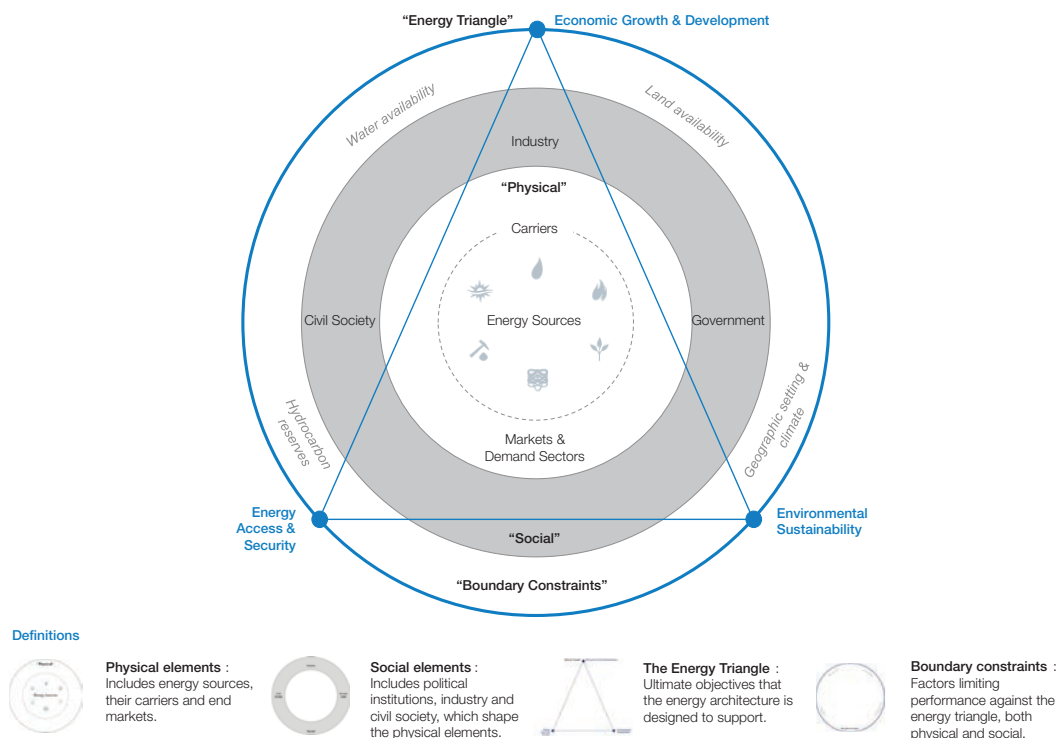 “Energy Triangle”
Economic Growth & Development
Water availability
Land availability
Industry
“Physical”
Carriers
Civil Society
Energy Sources
Government
Hydrocarbon
reserves
Geographic setting &
climate
Markets &
Demand Sectors
Energy
Access &
Security
Environmental
Sustainability
“Social”
“Boundary Constraints”
Definitions
Physical elements :
Includes energy sources,
their carriers and end
markets.
Social elements :
Includes political
institutions, industry and
civil society, which shape
the physical elements.
The Energy Triangle :
Ultimate objectives that
the energy architecture is
designed to support.
Boundary constraints :
Factors limiting
performance against the
energy triangle, both
physical and social.